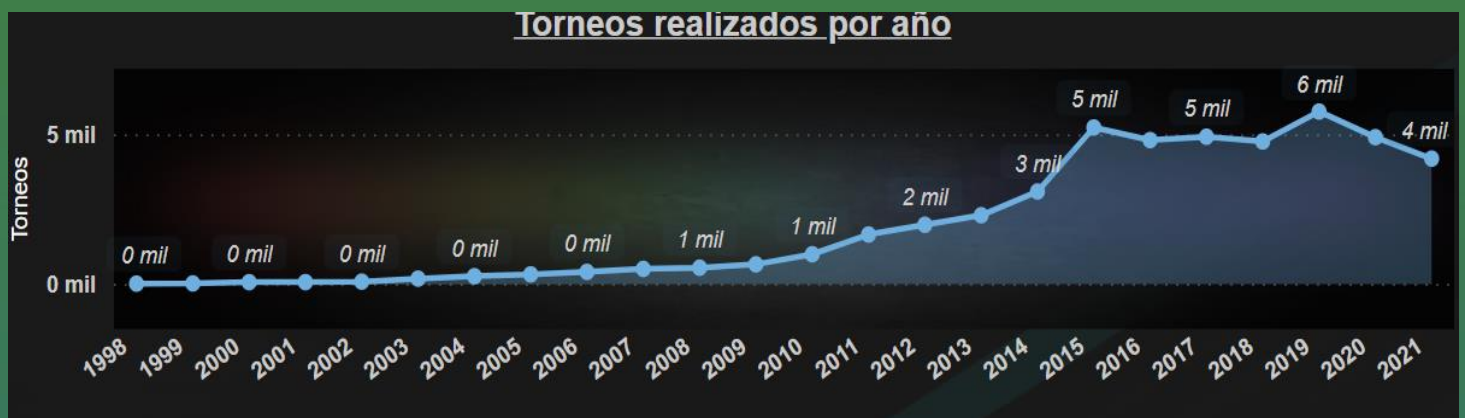 Torneos realizados por año
6 mil
5 mil
5 mil
5 mil
4 mil
3 mil
2 mil
1 mil
1 mil
0 mil
0 mil
0 mil
0 mil
0 mil
0 mil
Torneos
1998
1999
2000
2001
2002
2003
2004
2005
2006
2007
2008
2009
2010
2011
2012
2013
2014
2015
2016
2017
2018
2019
2020
2021